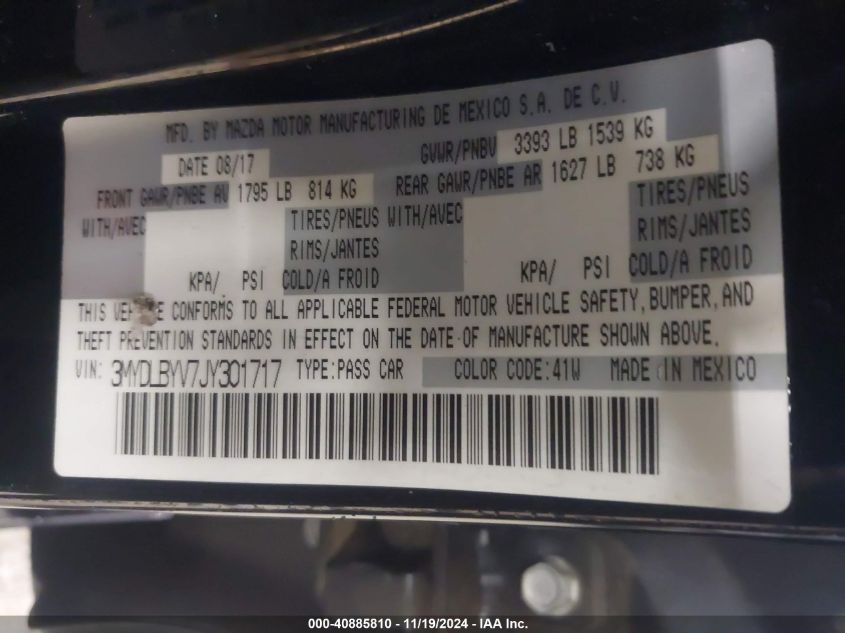 MFD. BY MAZDA MOTOR MANUFACTURING DE MEXICO S.A. DE C.V.
DATE 08/17 GVWR/PNBV 3393 LB 1539 KG
FRONT GAWR/PNBE AV 1795 LB 814 KG REAR GAWR/PNBE AR 1627 LB 738 KG
WITH/AVEC TIRES/PNEUS WITH/AVEC TIRES/PNEUS
RIMS/JANTES RIMS/JANTES
KPA/ PSI COLD/A FROID KPA/ PSI COLD/A FROID
THIS VEHICLE CONFORMS TO ALL APPLICABLE FEDERAL MOTOR VEHICLE SAFETY, BUMPER, AND
THEFT PREVENTION STANDARDS IN EFFECT ON THE DATE OF MANUFACTURE SHOWN ABOVE.
VIN: 3MYDLBYV7JY301717 TYPE:PASS CAR COLOR CODE:41W MADE IN MEXICO
000-40885810 - 11/19/2024 - IAA Inc.